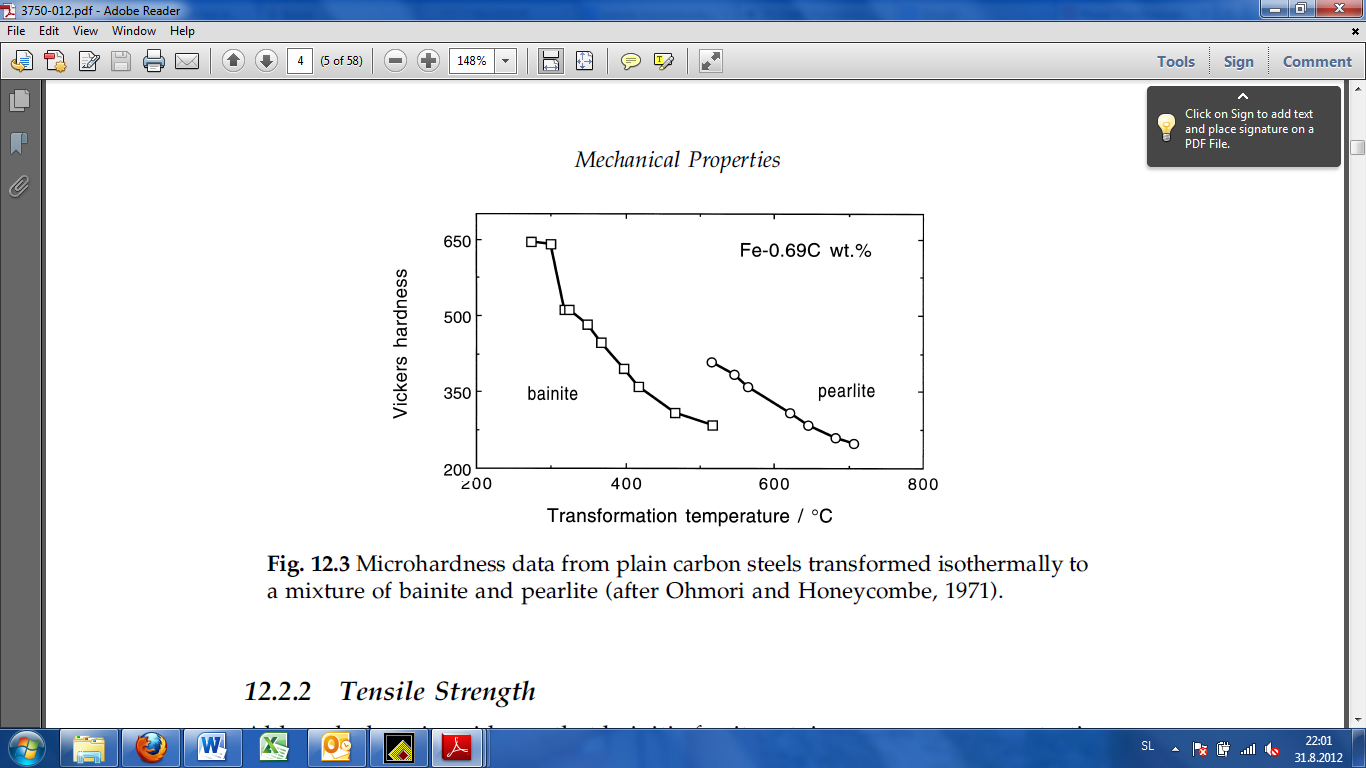 3750-012.pdf - Adobe Reader
File Edit View Window Help
4 (5 of 58) 148% Tools Sign Comment
Click on Sign to add text
and place signature on a
PDF File.
Mechanical Properties
Fe-0.69C wt.%
Vickers hardness
650
500
350
200
bainite
pearlite
200 400 600 800
Transformation temperature / °C
Fig. 12.3 Microhardness data from plain carbon steels transformed isothermally to
a mixture of bainite and pearlite (after Ohmori and Honeycombe, 1971).
12.2.2 Tensile Strength
SL 22:01
31.8.2012